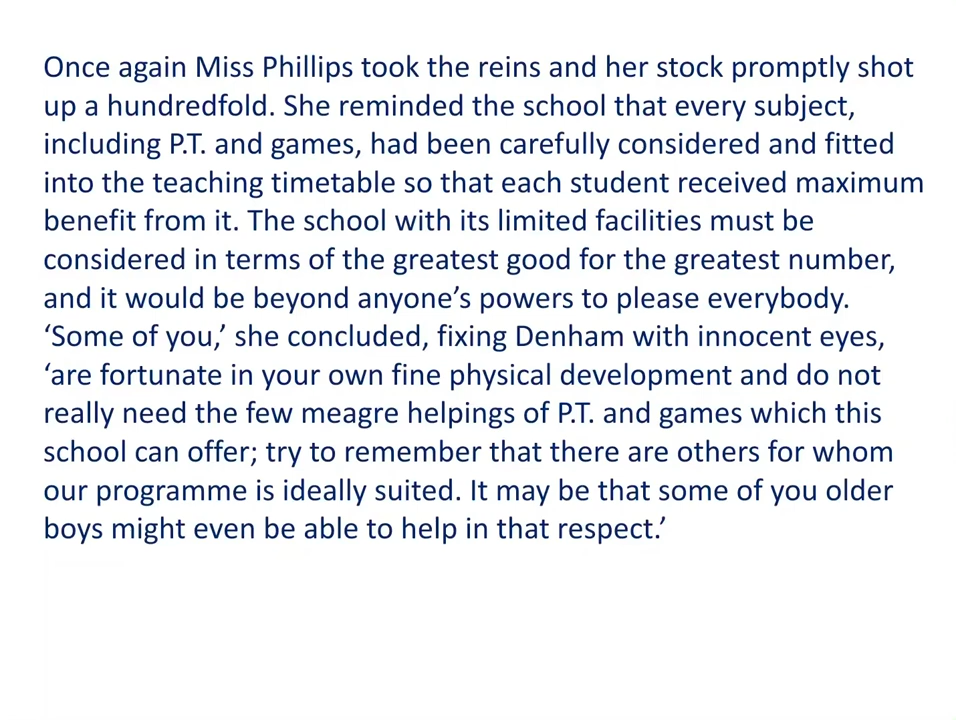 Once again Miss Phillips took the reins and her stock promptly shot
up a hundredfold. She reminded the school that every subject,
including P.T. and games, had been carefully considered and fitted
into the teaching timetable so that each student received maximum
benefit from it. The school with its limited facilities must be
considered in terms of the greatest good for the greatest number,
and it would be beyond anyone’s powers to please everybody.
‘Some of you,’ she concluded, fixing Denham with innocent eyes,
‘are fortunate in your own fine physical development and do not
really need the few meagre helpings of P.T. and games which this
school can offer; try to remember that there are others for whom
our programme is ideally suited. It may be that some of you older
boys might even be able to help in that respect.’